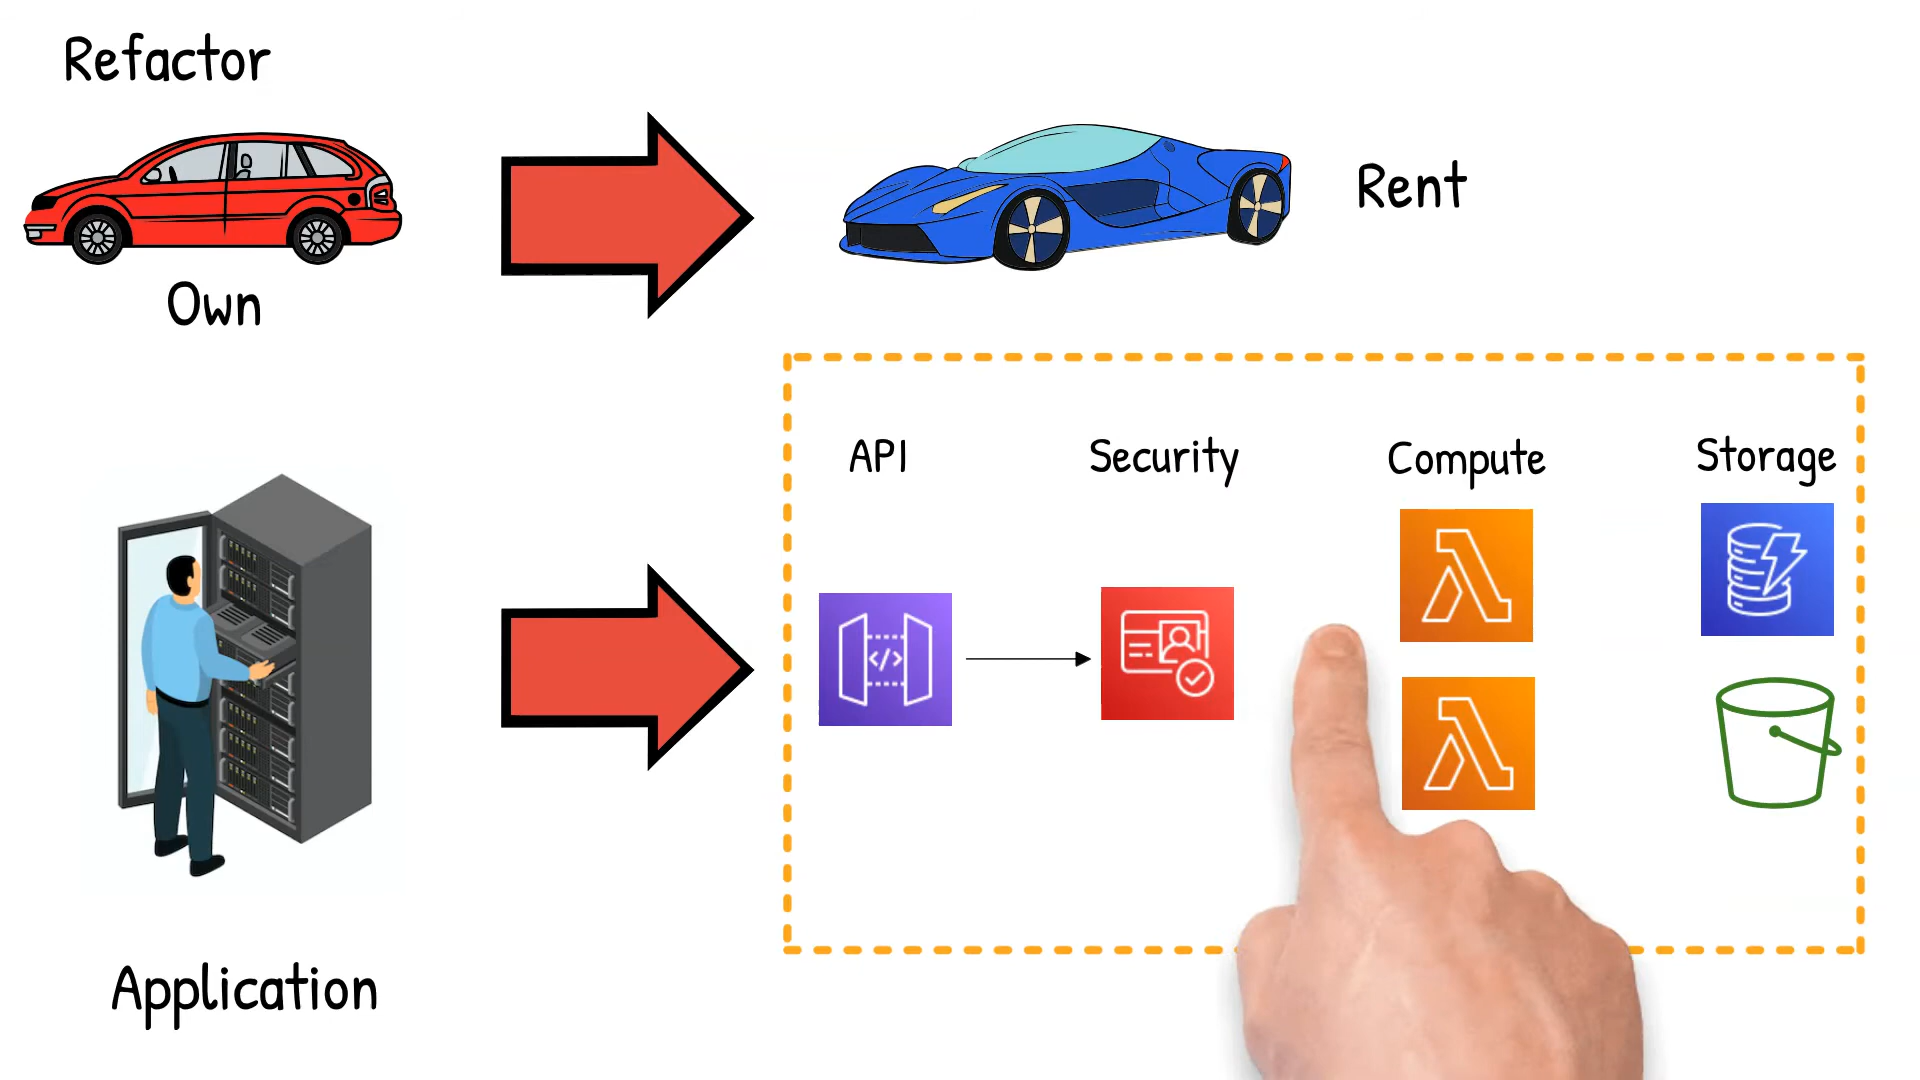 Refactor
Own
Rent
API
Security
Compute
Storage
</>
Application